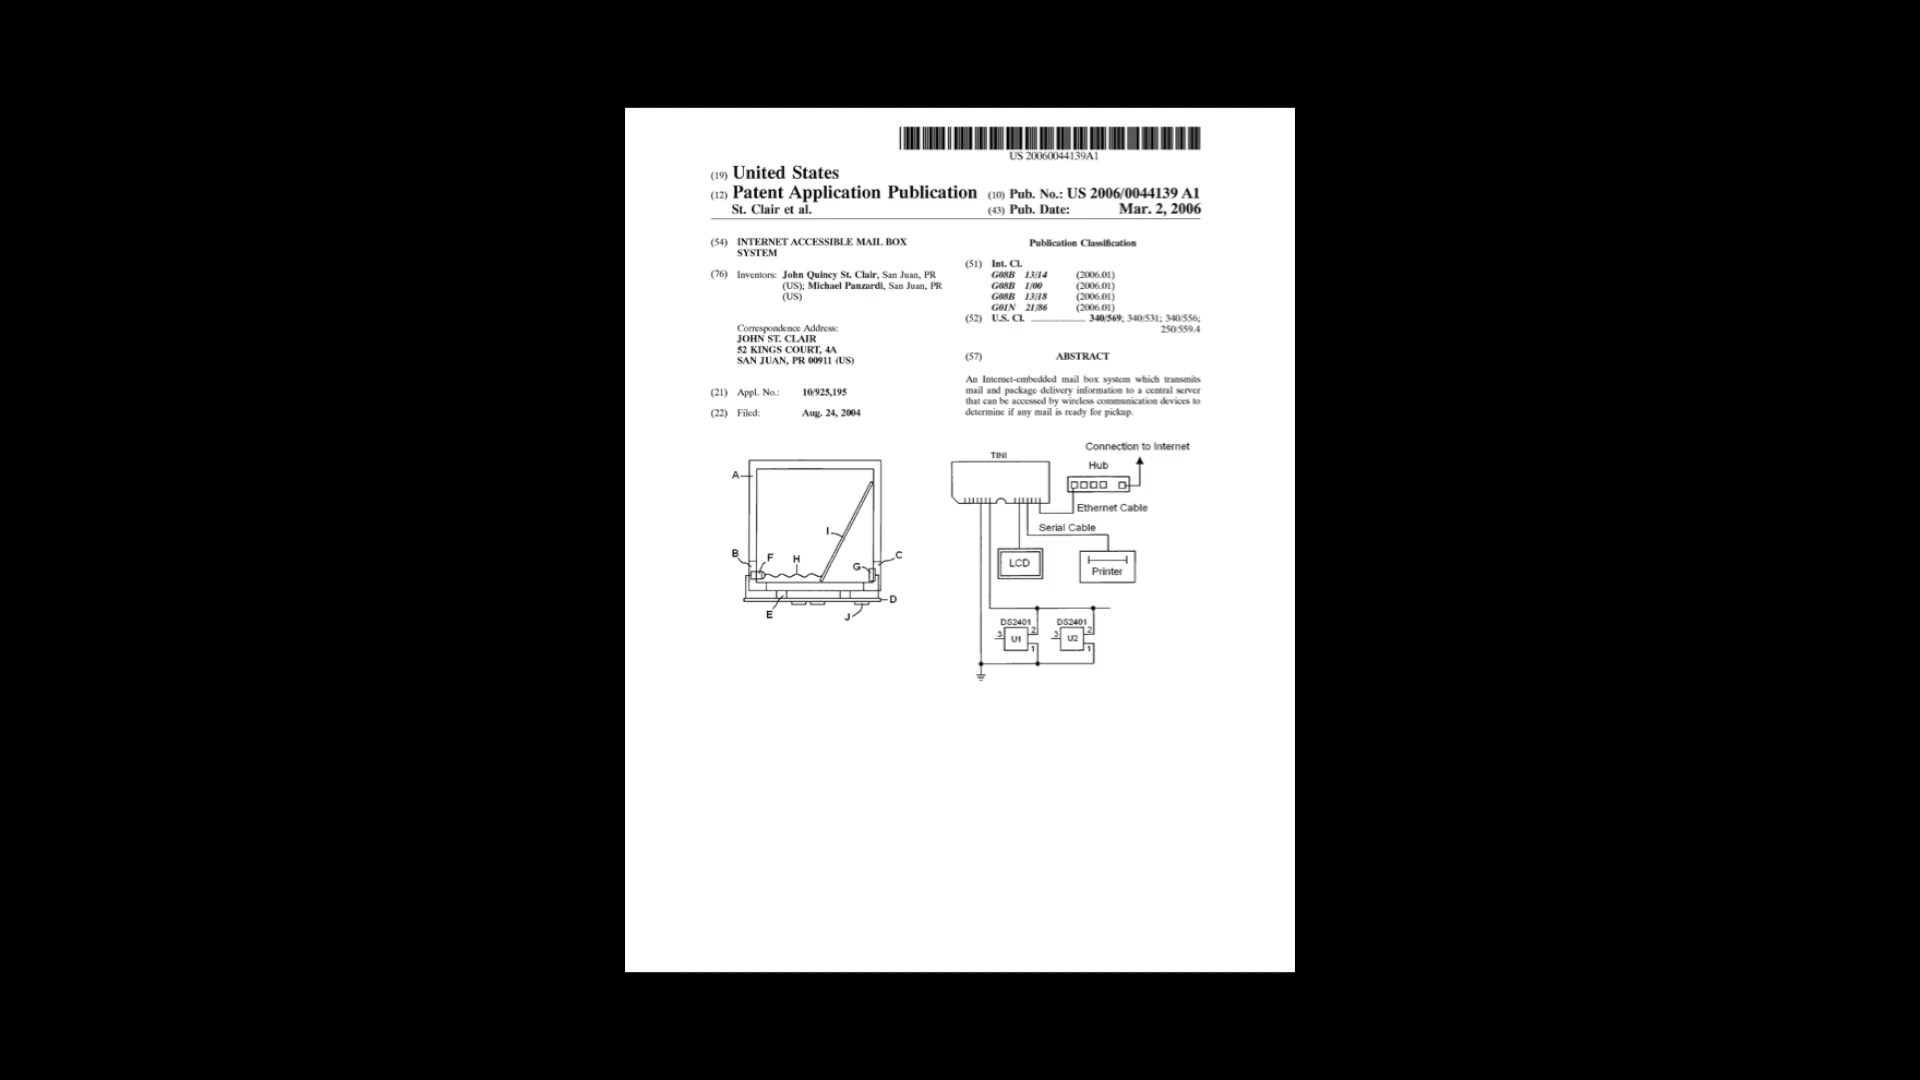 US 20060044139A1
(19) United States
(12) Patent Application Publication
St. Clair et al.
(10) Pub. No.: US 2006/0044139 A1
(43) Pub. Date: Mar. 2, 2006
(54) INTERNET ACCESSIBLE MAIL BOX
SYSTEM
(76) Inventors: John Quincy St. Clair, San Juan, PR
(US); Michael Panzardi, San Juan, PR
(US)
Correspondence Address:
JOHN ST. CLAIR
52 KINGS COURT, 4A
SAN JUAN, PR 00911 (US)
(21) Appl. No.: 10/925,195
(22) Filed: Aug. 24, 2004
Publication Classification
(51) Int. Cl.
G08B 13/14 (2006.01)
G08B 1/00 (2006.01)
G08B 13/18 (2006.01)
G01N 21/86 (2006.01)
(52) U.S. Cl. ................... 340/569; 340/531; 340/556;
250/559.4
(57) ABSTRACT
An Internet-embedded mail box system which transmits
mail and package delivery information to a central server
that can be accessed by wireless communication devices to
determine if any mail is ready for pickup.
A
I
B
F
H
G
C
D
E
J
Connection to Internet
TINI
Hub
Ethernet Cable
Serial Cable
LCD
Printer
DS2401 DS2401
3 U1 2 3 U2 2
1 1